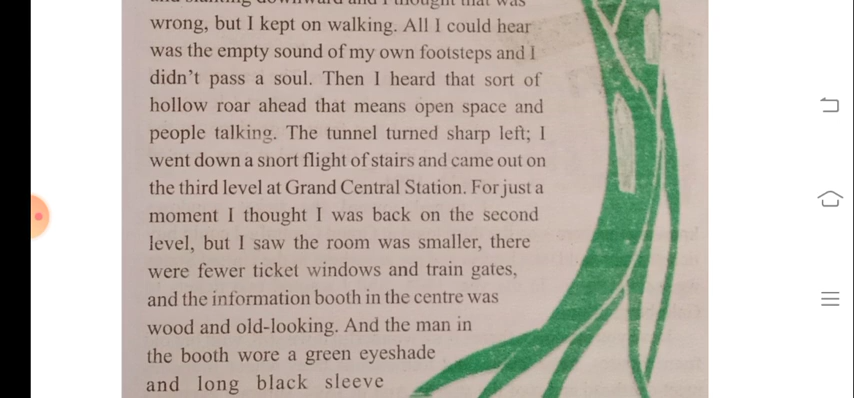 wrong, but I kept on walking. All I could hear
was the empty sound of my own footsteps and I
didn't pass a soul. Then I heard that sort of
hollow roar ahead that means open space and
people talking. The tunnel turned sharp left; I
went down a snort flight of stairs and came out on
the third level at Grand Central Station. For just a
moment I thought I was back on the second
level, but I saw the room was smaller, there
were fewer ticket windows and train gates,
and the information booth in the centre was
wood and old-looking. And the man in
the booth wore a green eyeshade
and long black sleeve